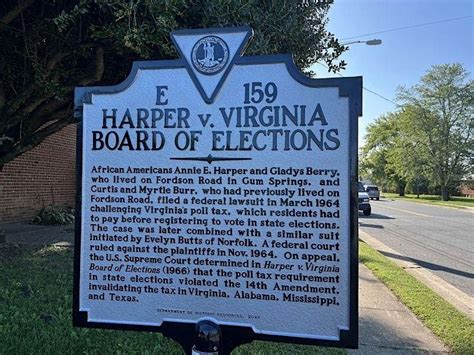 E 159
HARPER v. VIRGINIA
BOARD OF ELECTIONS
African Americans Annie E. Harper and Gladys Berry,
who lived on Fordson Road in Gum Springs, and
Curtis and Myrtle Burr, who had previously lived on
Fordson Road, filed a federal lawsuit in March 1964
challenging Virginia's poll tax, which residents had
to pay before registering to vote in state elections.
The case was later combined with a similar suit
initiated by Evelyn Butts of Norfolk. A federal court
ruled against the plaintiffs in Nov. 1964. On appeal,
the U.S. Supreme Court determined in Harper v. Virginia
Board of Elections (1966) that the poll tax requirement
in state elections violated the 14th Amendment,
invalidating the tax in Virginia, Alabama, Mississippi,
and Texas.
DEPARTMENT OF HISTORIC RESOURCES,